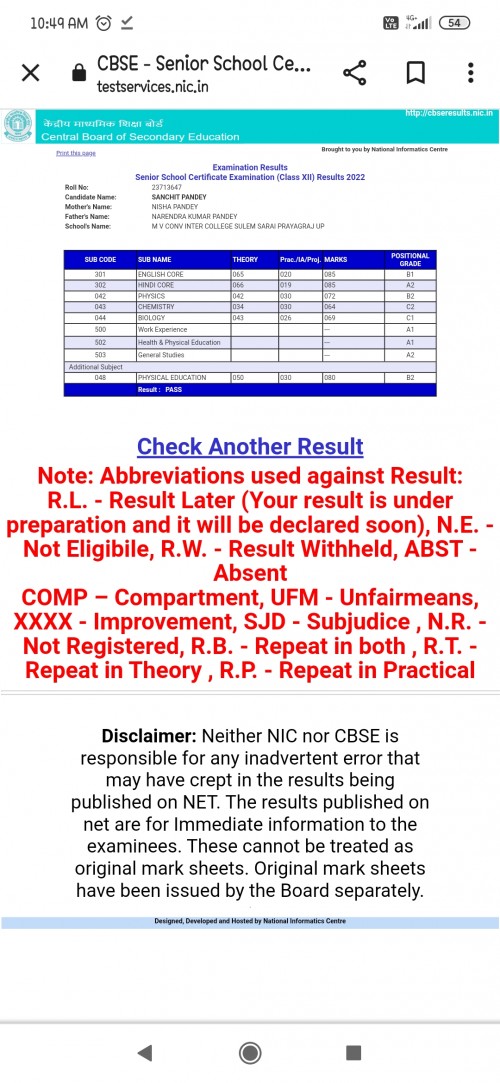 10:49 AM
Vo LTE 4G+ 54
CBSE - Senior School Ce...
testservices.nic.in
http://cbseresults.nic.in
केंद्रीय माध्यमिक शिक्षा बोर्ड
Central Board of Secondary Education
Print this page
Brought to you by National Informatics Centre
Examination Results
Senior School Certificate Examination (Class XII) Results 2022
Roll No: 23713647
Candidate Name: SANCHIT PANDEY
Mother's Name: NISHA PANDEY
Father's Name: NARENDRA KUMAR PANDEY
School's Name: M V CONV INTER COLLEGE SULEM SARAI PRAYAGRAJ UP
SUB CODE SUB NAME THEORY Prac./IA/Proj. MARKS POSITIONAL GRADE
301 ENGLISH CORE 065 020 085 B1
302 HINDI CORE 066 019 085 A2
042 PHYSICS 042 030 072 B2
043 CHEMISTRY 034 030 064 C2
044 BIOLOGY 043 026 069 C1
500 Work Experience --- A1
502 Health & Physical Education --- A1
503 General Studies --- A2
Additional Subject
048 PHYSICAL EDUCATION 050 030 080 B2
Result : PASS
Check Another Result
Note: Abbreviations used against Result:
R.L. - Result Later (Your result is under
preparation and it will be declared soon), N.E. -
Not Eligibile, R.W. - Result Withheld, ABST -
Absent
COMP – Compartment, UFM - Unfairmeans,
XXXX - Improvement, SJD - Subjudice , N.R. -
Not Registered, R.B. - Repeat in both , R.T. -
Repeat in Theory , R.P. - Repeat in Practical
Disclaimer: Neither NIC nor CBSE is
responsible for any inadvertent error that
may have crept in the results being
published on NET. The results published on
net are for Immediate information to the
examinees. These cannot be treated as
original mark sheets. Original mark sheets
have been issued by the Board separately.
Designed, Developed and Hosted by National Informatics Centre